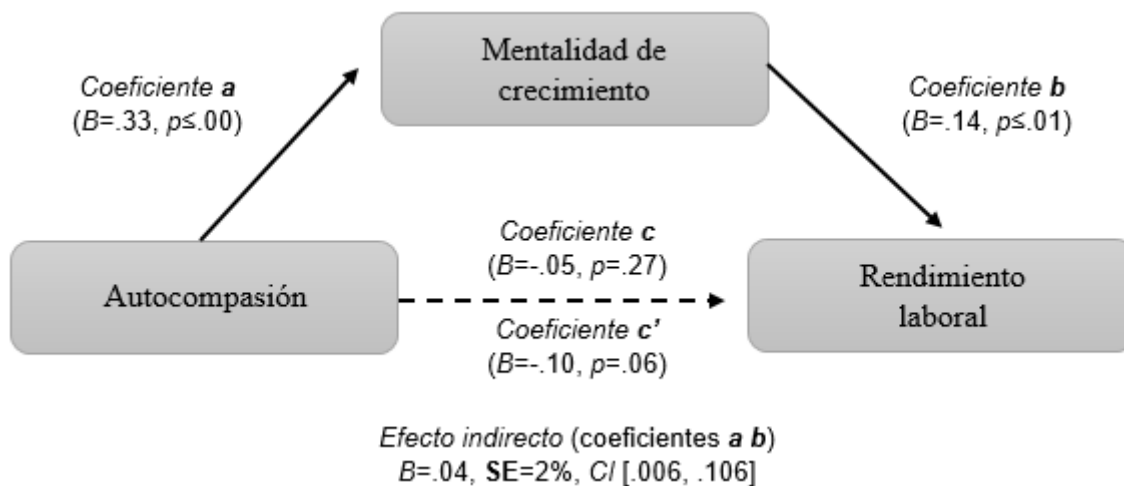 Mentalidad de
crecimiento
Coeficiente a
(B=.33, p≤.00)
Coeficiente b
(B=.14, p≤.01)
Autocompasión
Coeficiente c
(B=-.05, p=.27)
Coeficiente c’
(B=-.10, p=.06)
Rendimiento
laboral
Efecto indirecto (coeficientes a b)
B=.04, SE=2%, CI [.006, .106]